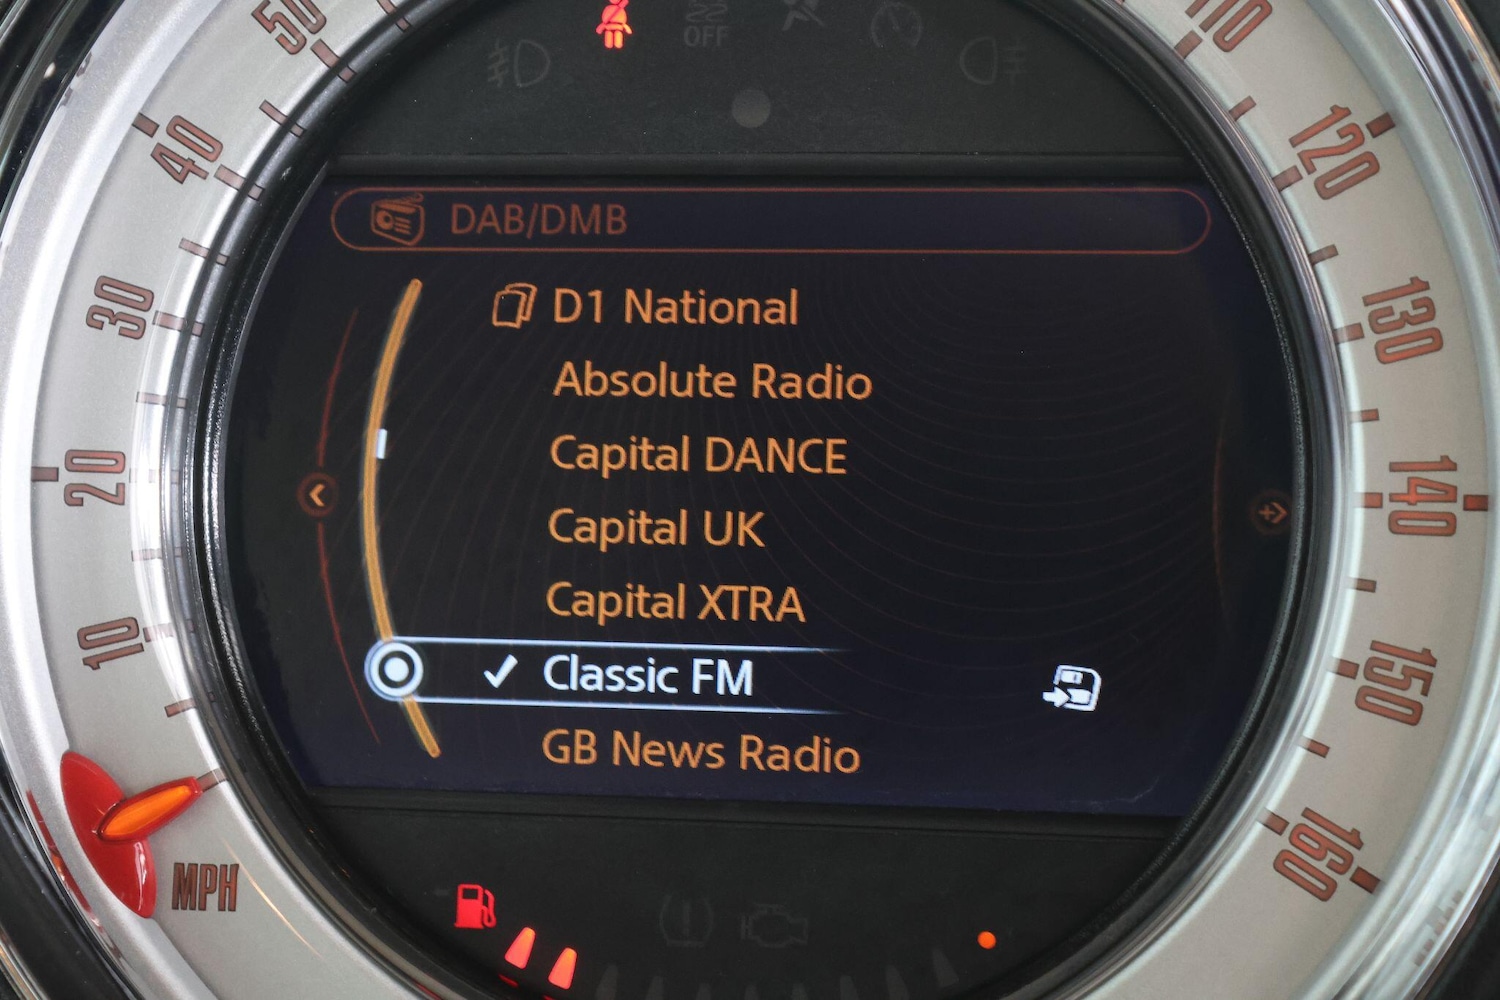 50
OFF
110
40
120
DAB/DMB
30
D1 National
130
Absolute Radio
20
Capital DANCE
140
Capital UK
10
Capital XTRA
150
Classic FM
GB News Radio
160
MPH